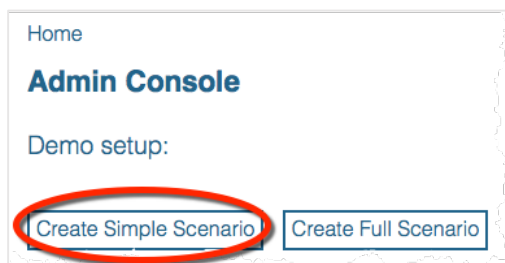 Home
Admin Console
Demo setup:
Create Simple Scenario Create Full Scenario